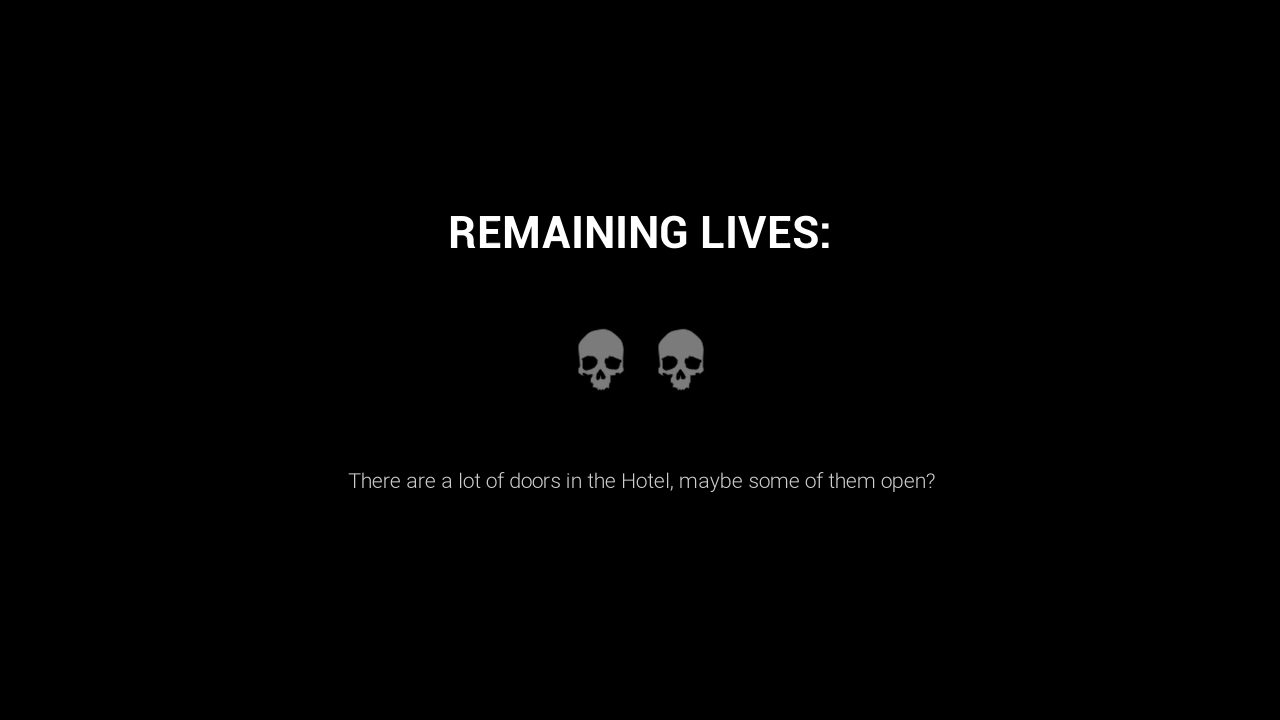 REMAINING LIVES:
There are a lot of doors in the Hotel, maybe some of them open?